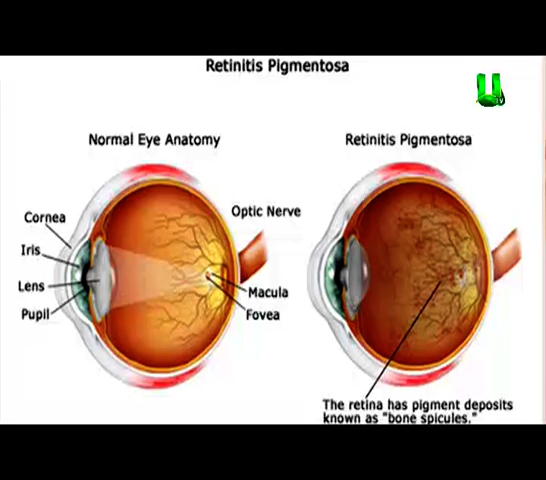 Retinitis Pigmentosa
U
Normal Eye Anatomy
Retinitis Pigmentosa
Optic Nerve
Cornea
Iris
Lens
Pupil
Macula
Fovea
The retina has pigment deposits
known as "bone spicules."